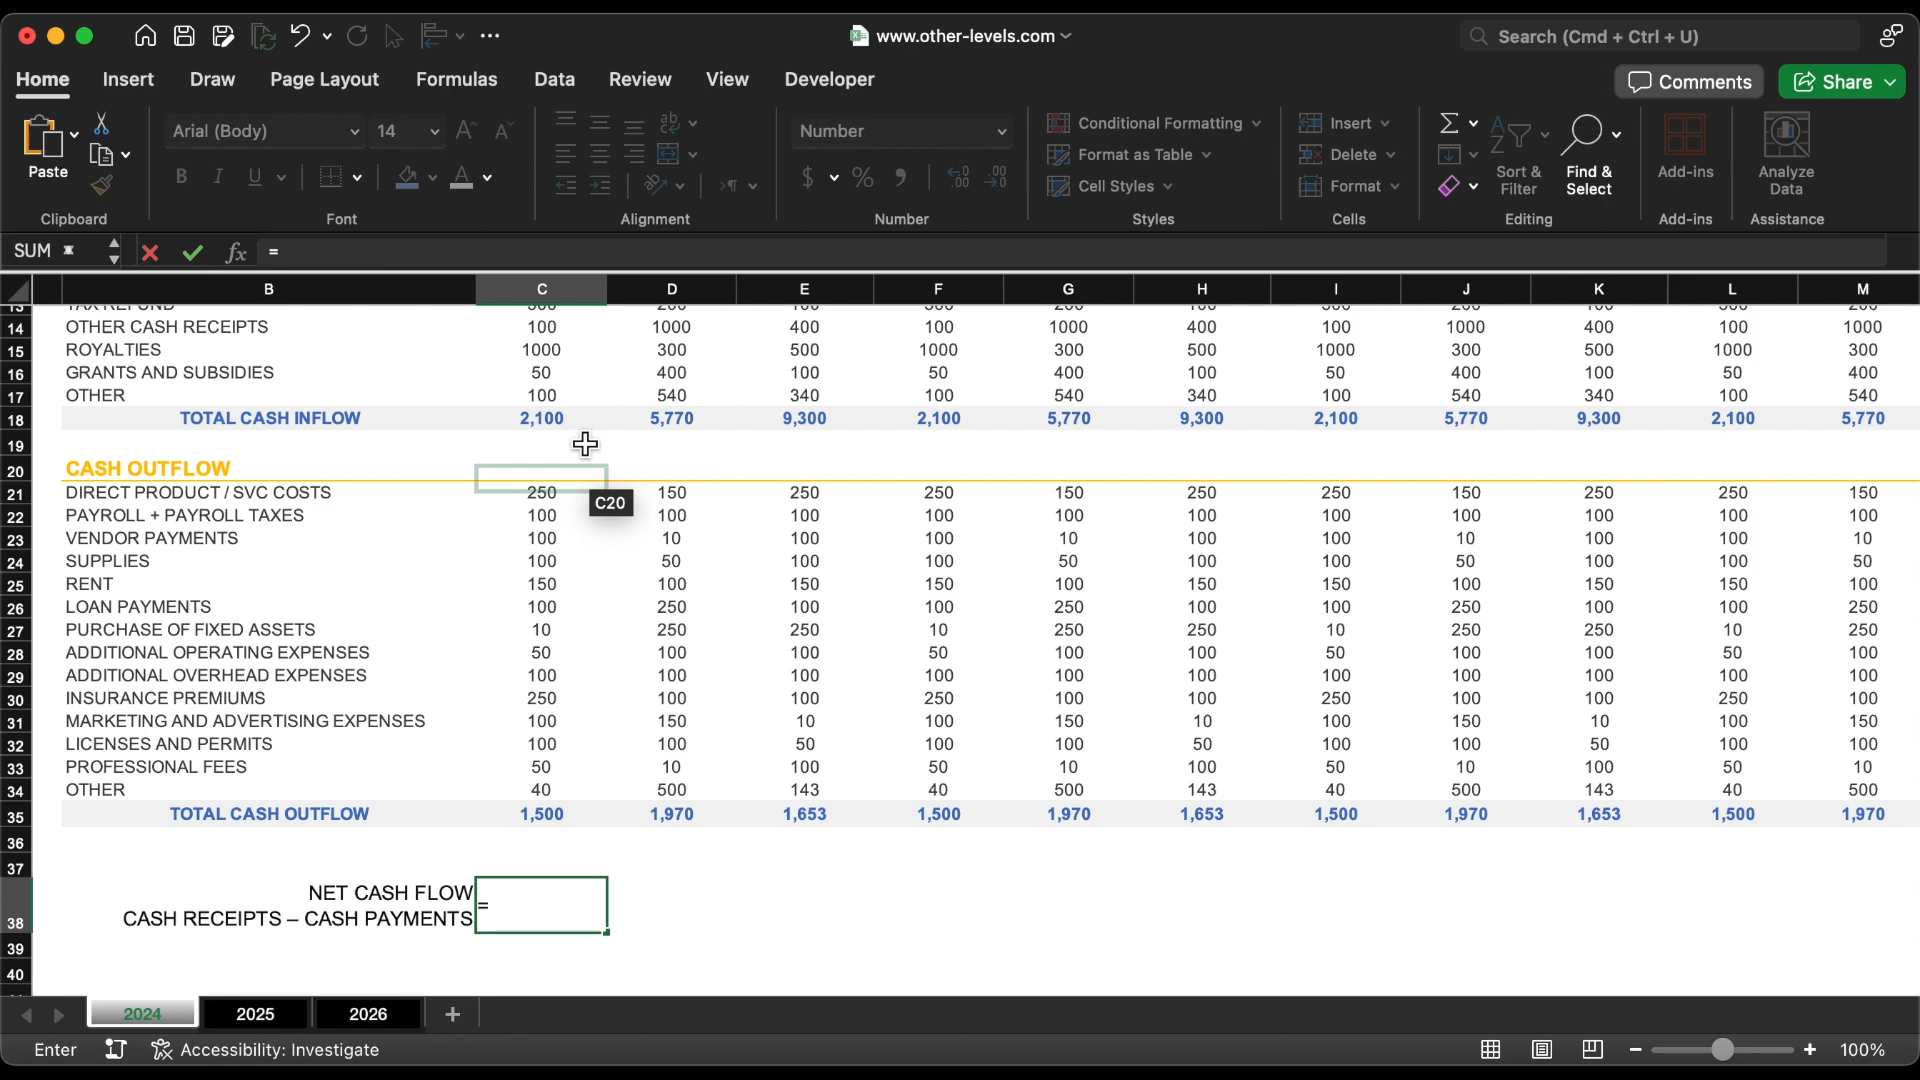 www.other-levels.com
Search (Cmd + Ctrl + U)
Home Insert Draw Page Layout Formulas Data Review View Developer
Comments Share
Paste
Clipboard
Arial (Body) 14
B I U A
Font
ab
Alignment
Number
$ % 9 .00
Number
Conditional Formatting
Format as Table
Cell Styles
Styles
Insert
Delete
Format
Cells
Sort & Filter
Find & Select
Editing
Add-ins
Add-ins
Analyze Data
Assistance
SUM fx =
B C D E F G H I J K L M
14 OTHER CASH RECEIPTS 100 1000 400 100 1000 400 100 1000 400 100 1000
15 ROYALTIES 1000 300 500 1000 300 500 1000 300 500 1000 300
16 GRANTS AND SUBSIDIES 50 400 100 50 400 100 50 400 100 50 400
17 OTHER 100 540 340 100 540 340 100 540 340 100 540
18 TOTAL CASH INFLOW 2,100 5,770 9,300 2,100 5,770 9,300 2,100 5,770 9,300 2,100 5,770
19
20 CASH OUTFLOW
21 DIRECT PRODUCT / SVC COSTS 250 150 250 250 150 250 250 150 250 250 150
C20
22 PAYROLL + PAYROLL TAXES 100 100 100 100 100 100 100 100 100 100 100
23 VENDOR PAYMENTS 100 10 100 100 10 100 100 10 100 100 10
24 SUPPLIES 100 50 100 100 50 100 100 50 100 100 50
25 RENT 150 100 150 150 100 150 150 100 150 150 100
26 LOAN PAYMENTS 100 250 100 100 250 100 100 250 100 100 250
27 PURCHASE OF FIXED ASSETS 10 250 250 10 250 250 10 250 250 10 250
28 ADDITIONAL OPERATING EXPENSES 50 100 100 50 100 100 50 100 100 50 100
29 ADDITIONAL OVERHEAD EXPENSES 100 100 100 100 100 100 100 100 100 100 100
30 INSURANCE PREMIUMS 250 100 100 250 100 100 250 100 100 250 100
31 MARKETING AND ADVERTISING EXPENSES 100 150 10 100 150 10 100 150 10 100 150
32 LICENSES AND PERMITS 100 100 50 100 100 50 100 100 50 100 100
33 PROFESSIONAL FEES 50 10 100 50 10 100 50 10 100 50 10
34 OTHER 40 500 143 40 500 143 40 500 143 40 500
35 TOTAL CASH OUTFLOW 1,500 1,970 1,653 1,500 1,970 1,653 1,500 1,970 1,653 1,500 1,970
36
37
NET CASH FLOW
38 CASH RECEIPTS – CASH PAYMENTS =
39
40
2024 2025 2026
Enter Accessibility: Investigate 100%